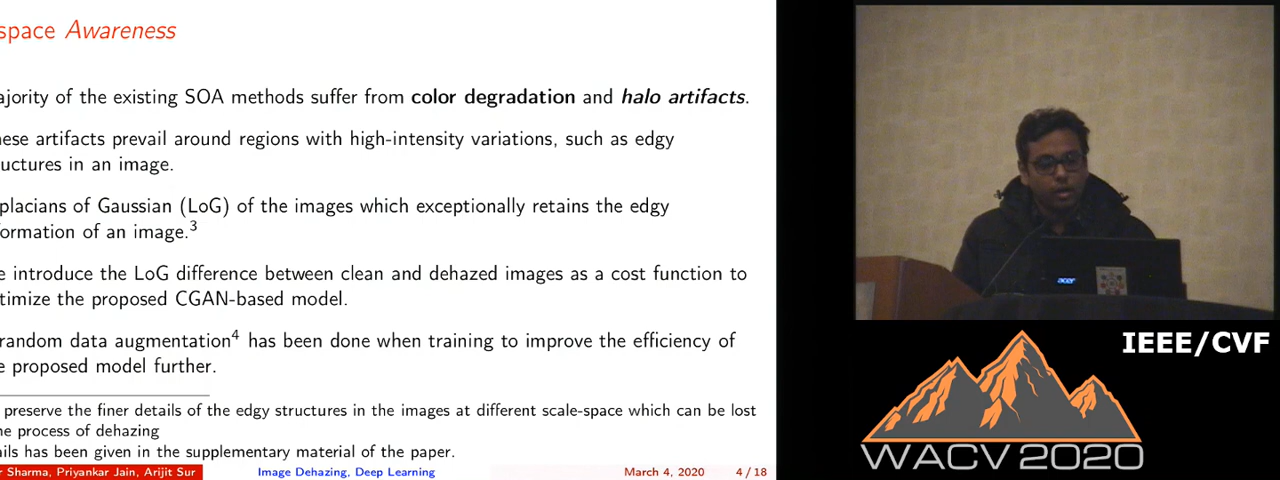 space Awareness
ajority of the existing SOA methods suffer from color degradation and halo artifacts.
hese artifacts prevail around regions with high-intensity variations, such as edgy
uctures in an image.
placians of Gaussian (LoG) of the images which exceptionally retains the edgy
formation of an image.3
e introduce the LoG difference between clean and dehazed images as a cost function to
timize the proposed CGAN-based model.
random data augmentation4 has been done when training to improve the efficiency of
e proposed model further.
preserve the finer details of the edgy structures in the images at different scale-space which can be lost
he process of dehazing
ails has been given in the supplementary material of the paper.
r Sharma, Priyankar Jain, Arijit Sur
Image Dehazing, Deep Learning
March 4, 2020
4 / 18
acer
IEEE/CVF
WACV 2020